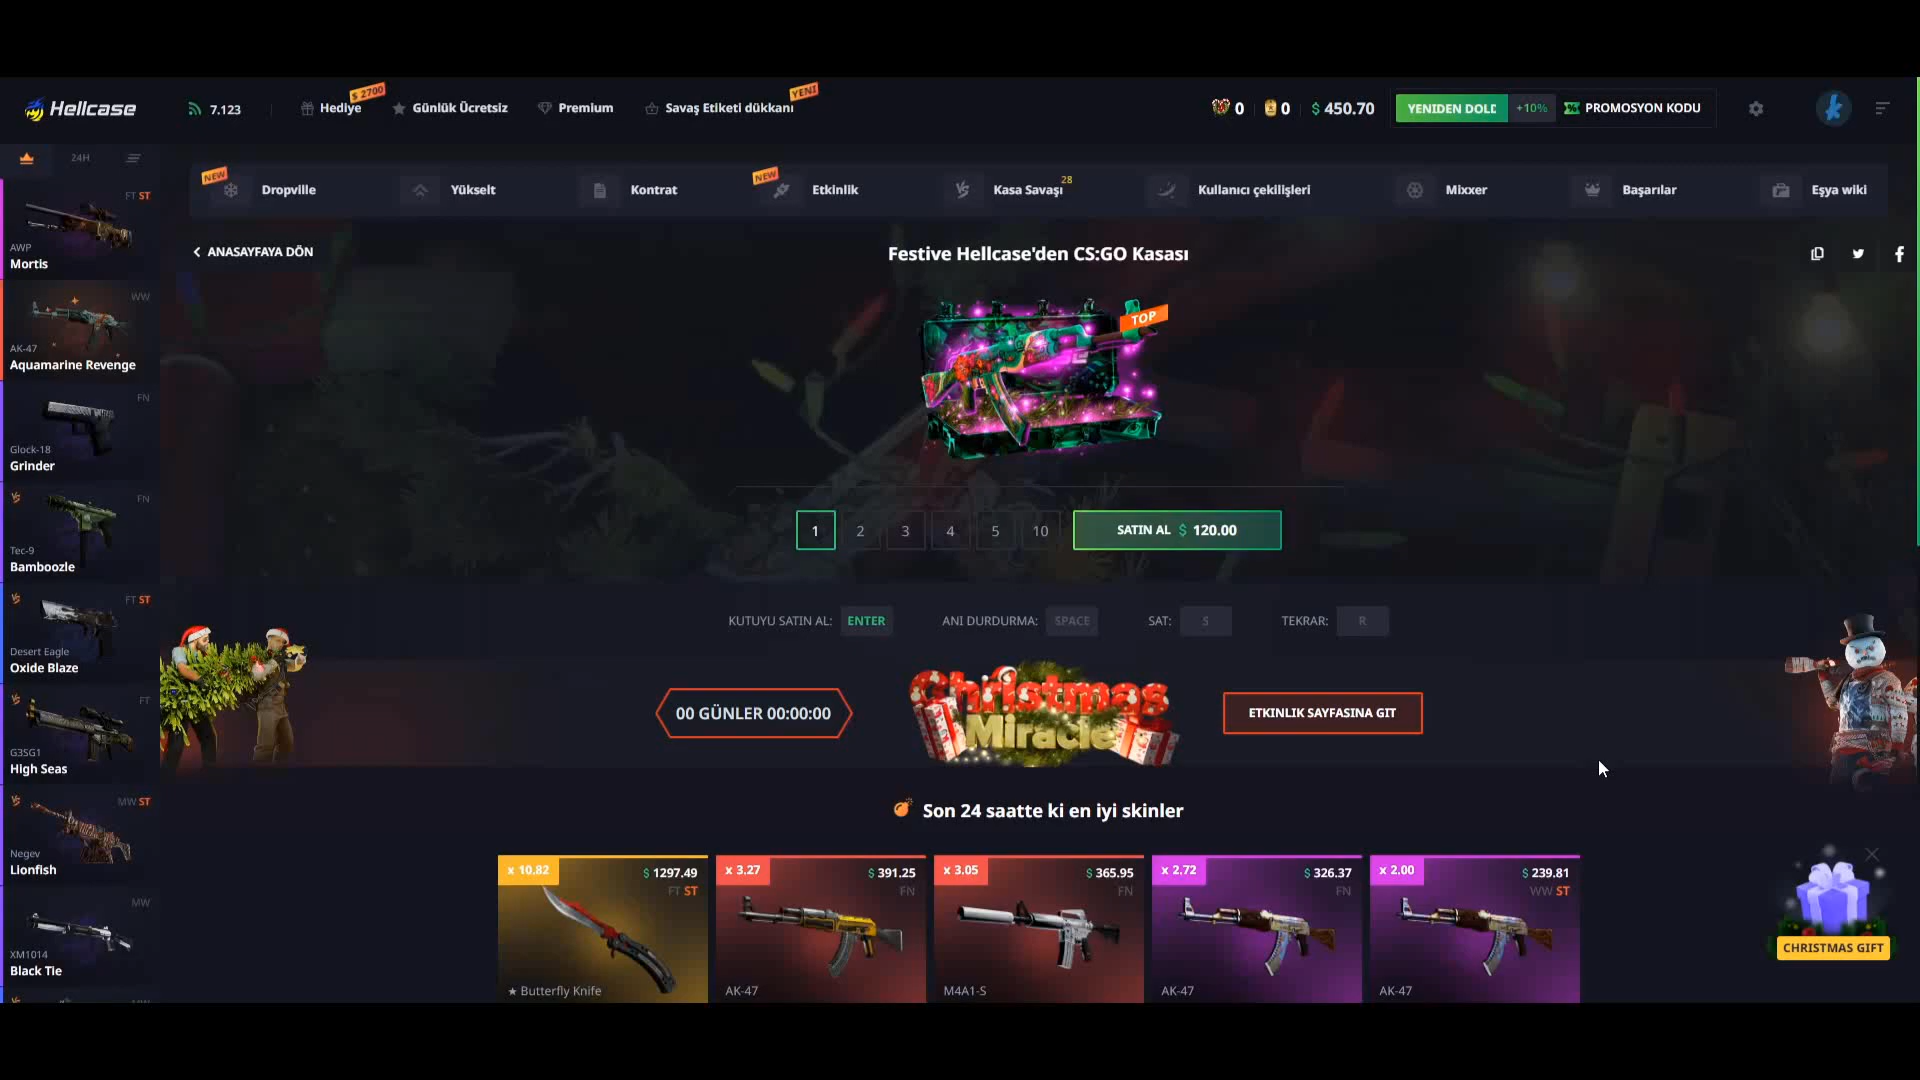 Hellcase
7.123
Hediye
$ 2700
Günlük Ücretsiz
Premium
Savaş Etiketi dükkanı
YENİ
0
0
$ 450.70
YENIDEN DOLD
+10%
PROMOSYON KODU
24H
NEW
Dropville
Yükselt
Kontrat
NEW
Etkinlik
Kasa Savaşı
28
Kullanıcı çekilişleri
Mixxer
Başarılar
Eşya wiki
ANASAYFAYA DÖN
Festive Hellcase'den CS:GO Kasası
TOP
FT ST
AWP
Mortis
WW
AK-47
Aquamarine Revenge
FN
Glock-18
Grinder
FN
Tec-9
Bamboozle
FT ST
Desert Eagle
Oxide Blaze
FT
G3SG1
High Seas
MW ST
Negev
Lionfish
MW
XM1014
Black Tie
1
2
3
4
5
10
SATIN AL $ 120.00
KUTUYU SATIN AL: ENTER
ANI DURDURMA: SPACE
SAT: S
TEKRAR: R
00 GÜNLER 00:00:00
Christmas
Miracle
ETKINLIK SAYFASINA GIT
Son 24 saatte ki en iyi skinler
x 10.82
$ 1297.49
FT ST
★ Butterfly Knife
x 3.27
$ 391.25
FN
AK-47
x 3.05
$ 365.95
FN
M4A1-S
x 2.72
$ 326.37
FN
AK-47
x 2.00
$ 239.81
WW ST
AK-47
CHRISTMAS GIFT